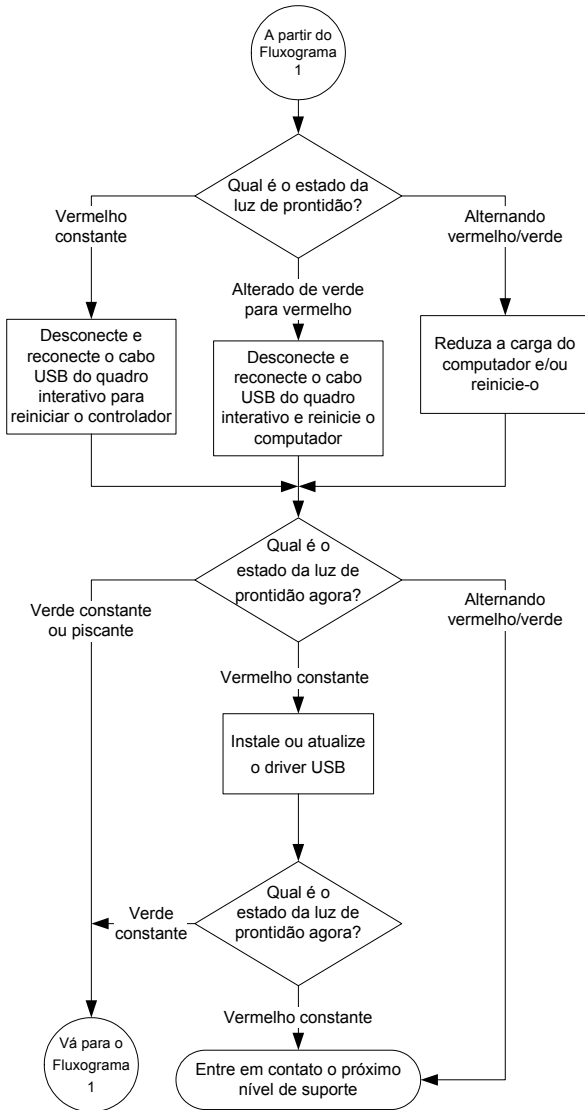 A partir do
Fluxograma
1
Qual é o estado da
luz de prontidão?
Vermelho
constante
Alternando
vermelho/verde
Alterado de verde
para vermelho
Desconecte e
reconecte o cabo
USB do quadro
interativo para
reiniciar o controlador
Desconecte e
reconecte o cabo
USB do quadro
interativo e reinicie o
computador
Reduza a carga do
computador e/ou
reinicie-o
Qual é o
estado da luz de
prontidão agora?
Verde constante
ou piscante
Alternando
vermelho/verde
Vermelho constante
Instale ou atualize
o driver USB
Qual é o
estado da luz de
prontidão agora?
Verde
constante
Vermelho constante
Vá para o
Fluxograma
1
Entre em contato o próximo
nível de suporte